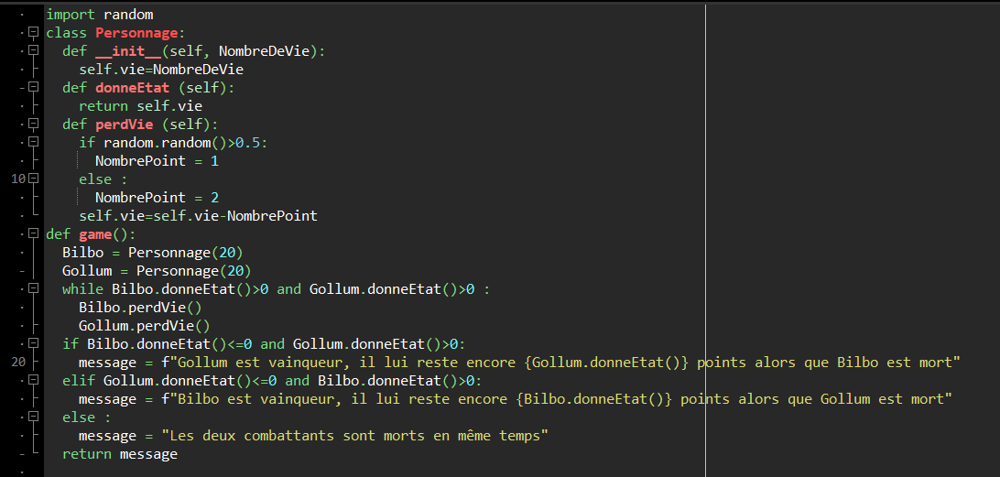 import random
class Personnage:
  def __init__(self, NombreDeVie):
    self.vie=NombreDeVie
  def donneEtat (self):
    return self.vie
  def perdVie (self):
    if random.random()>0.5:
      NombrePoint = 1
10    else :
      NombrePoint = 2
    self.vie=self.vie-NombrePoint
def game():
  Bilbo = Personnage(20)
  Gollum = Personnage(20)
  while Bilbo.donneEtat()>0 and Gollum.donneEtat()>0 :
    Bilbo.perdVie()
    Gollum.perdVie()
  if Bilbo.donneEtat()<=0 and Gollum.donneEtat()>0:
20    message = f"Gollum est vainqueur, il lui reste encore {Gollum.donneEtat()} points alors que Bilbo est mort"
  elif Gollum.donneEtat()<=0 and Bilbo.donneEtat()>0:
    message = f"Bilbo est vainqueur, il lui reste encore {Bilbo.donneEtat()} points alors que Gollum est mort"
  else :
    message = "Les deux combattants sont morts en même temps"
  return message